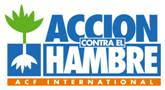 ACCION
CONTRA EL
HAMBRE
ACF INTERNATIONAL